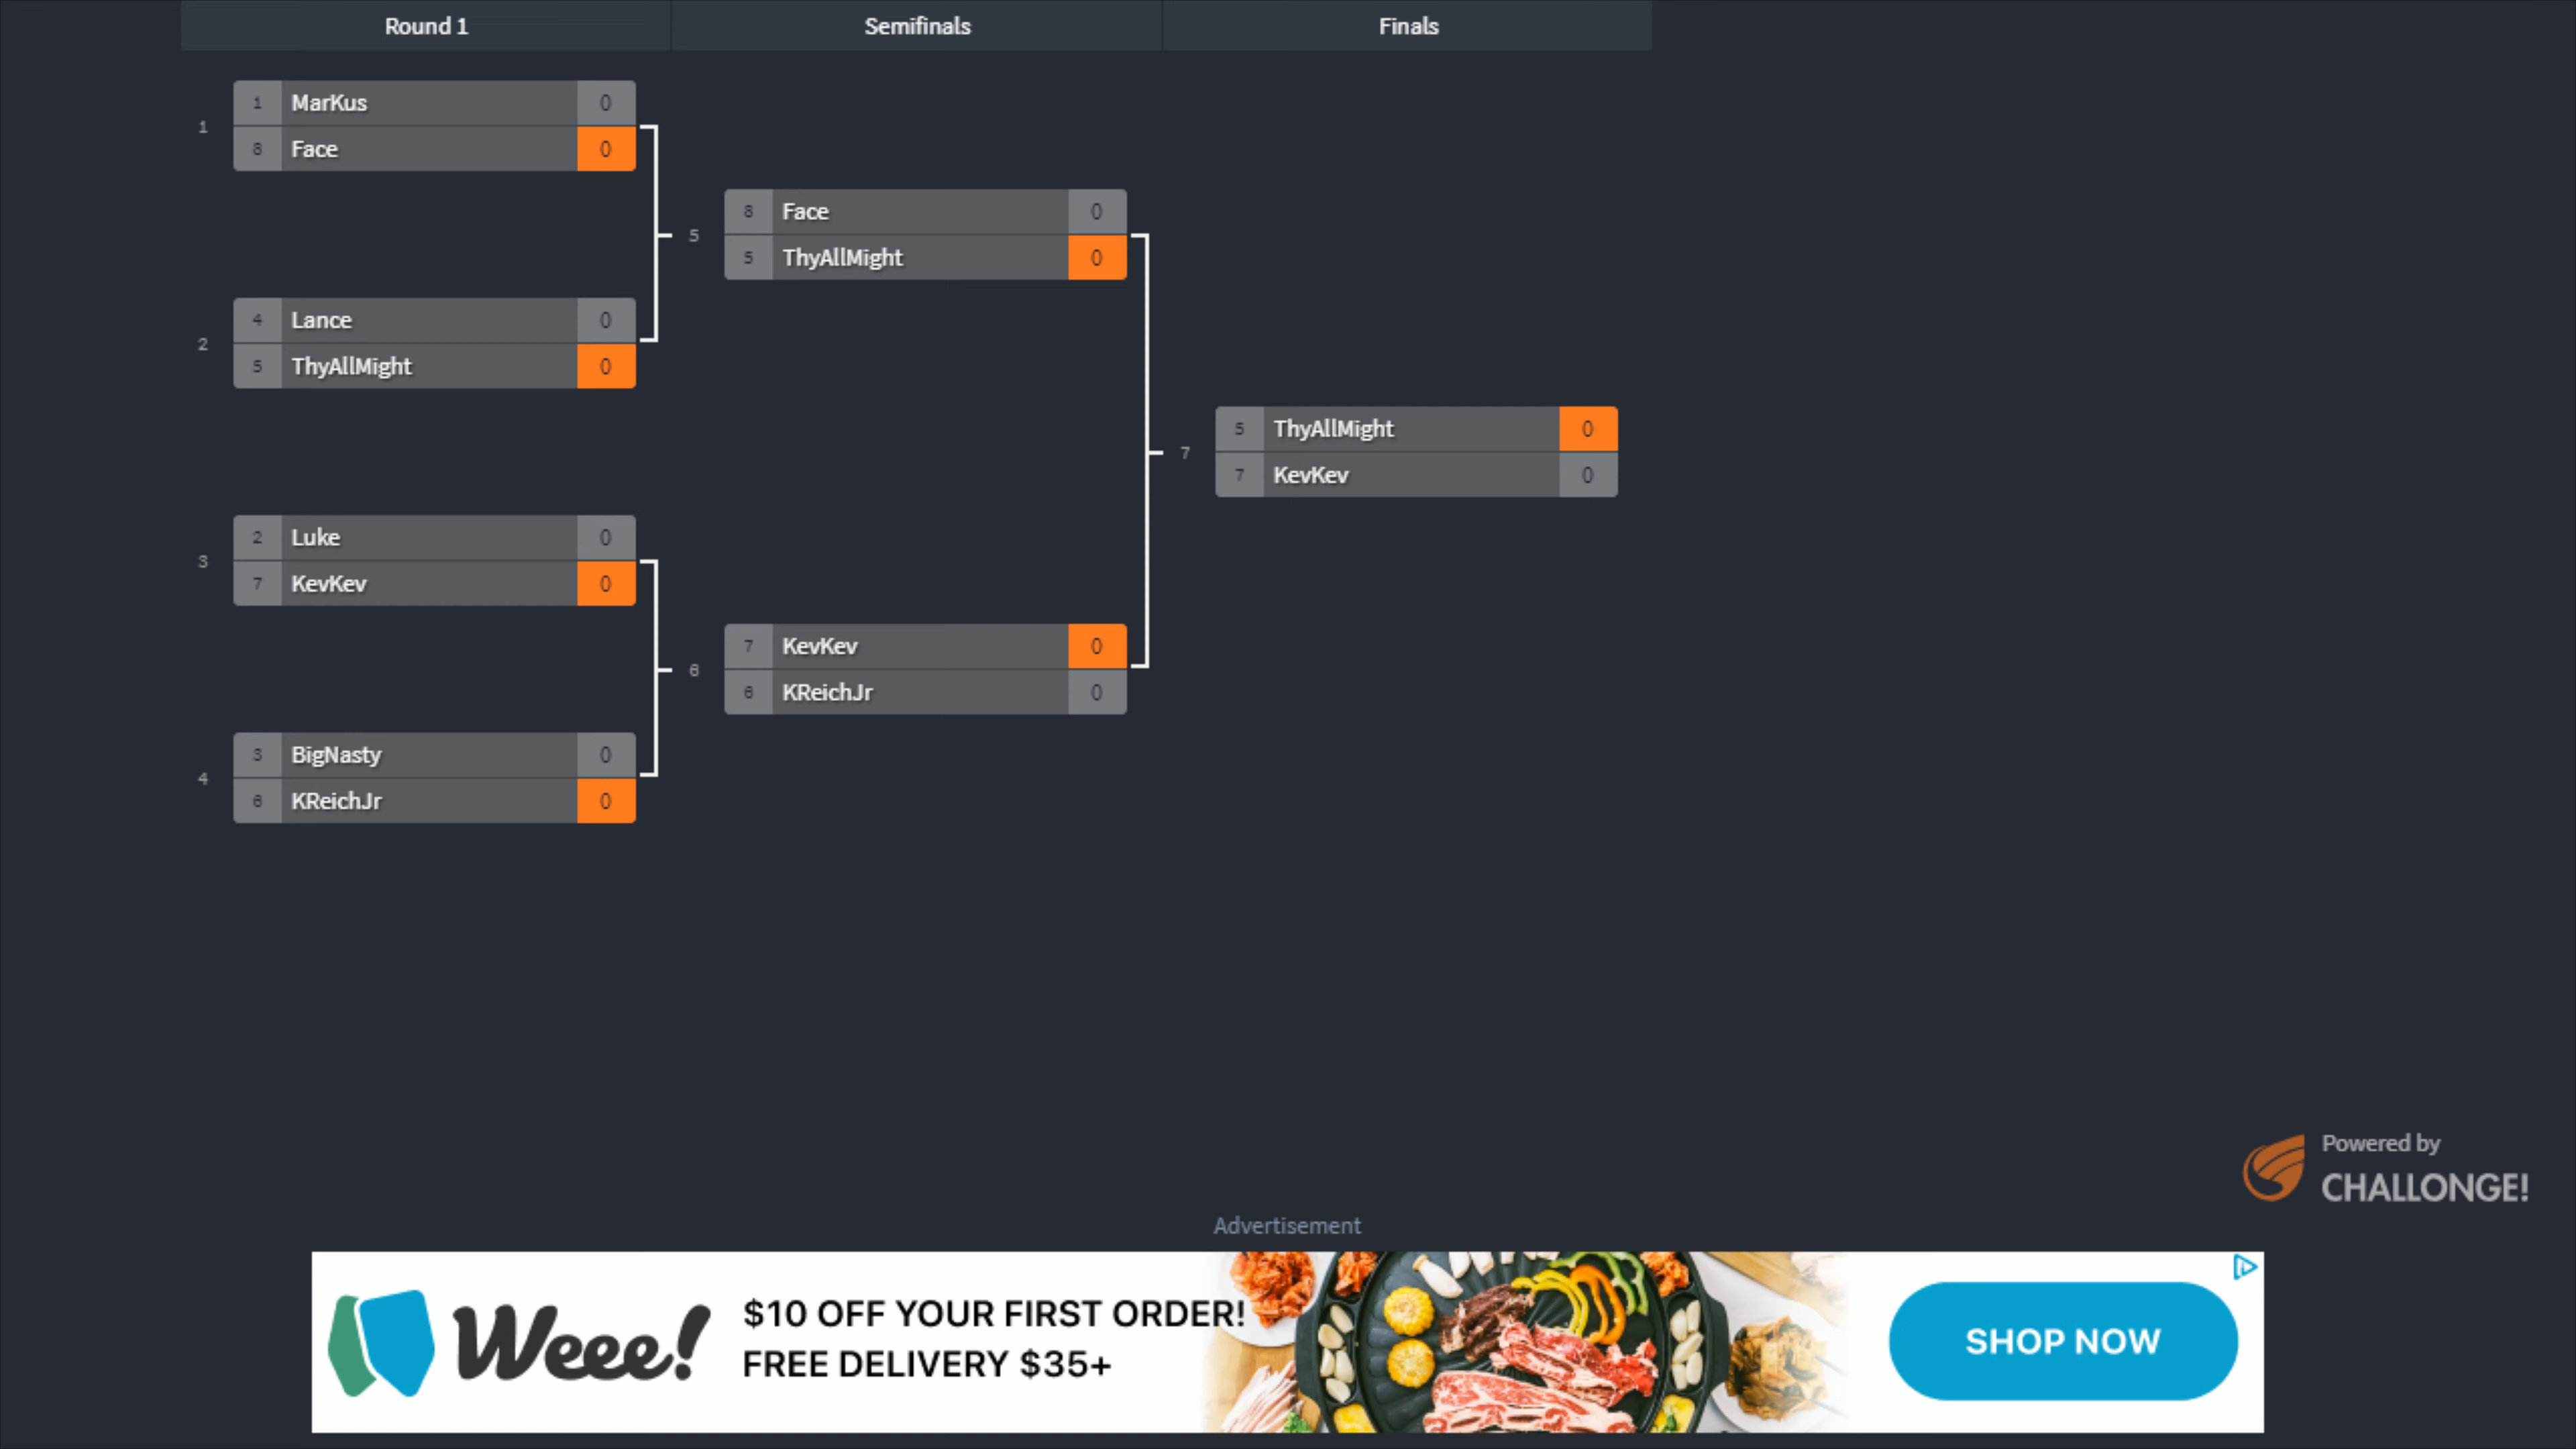 Round 1
Semifinals
Finals
1
1 MarKus 0
8 Face 0
2
4 Lance 0
5 ThyAllMight 0
3
2 Luke 0
7 KevKev 0
4
3 BigNasty 0
6 KReichJr 0
5
8 Face 0
5 ThyAllMight 0
6
7 KevKev 0
6 KReichJr 0
7
5 ThyAllMight 0
7 KevKev 0
Powered by
CHALLONGE!
Advertisement
Weee!
$10 OFF YOUR FIRST ORDER!
FREE DELIVERY $35+
SHOP NOW